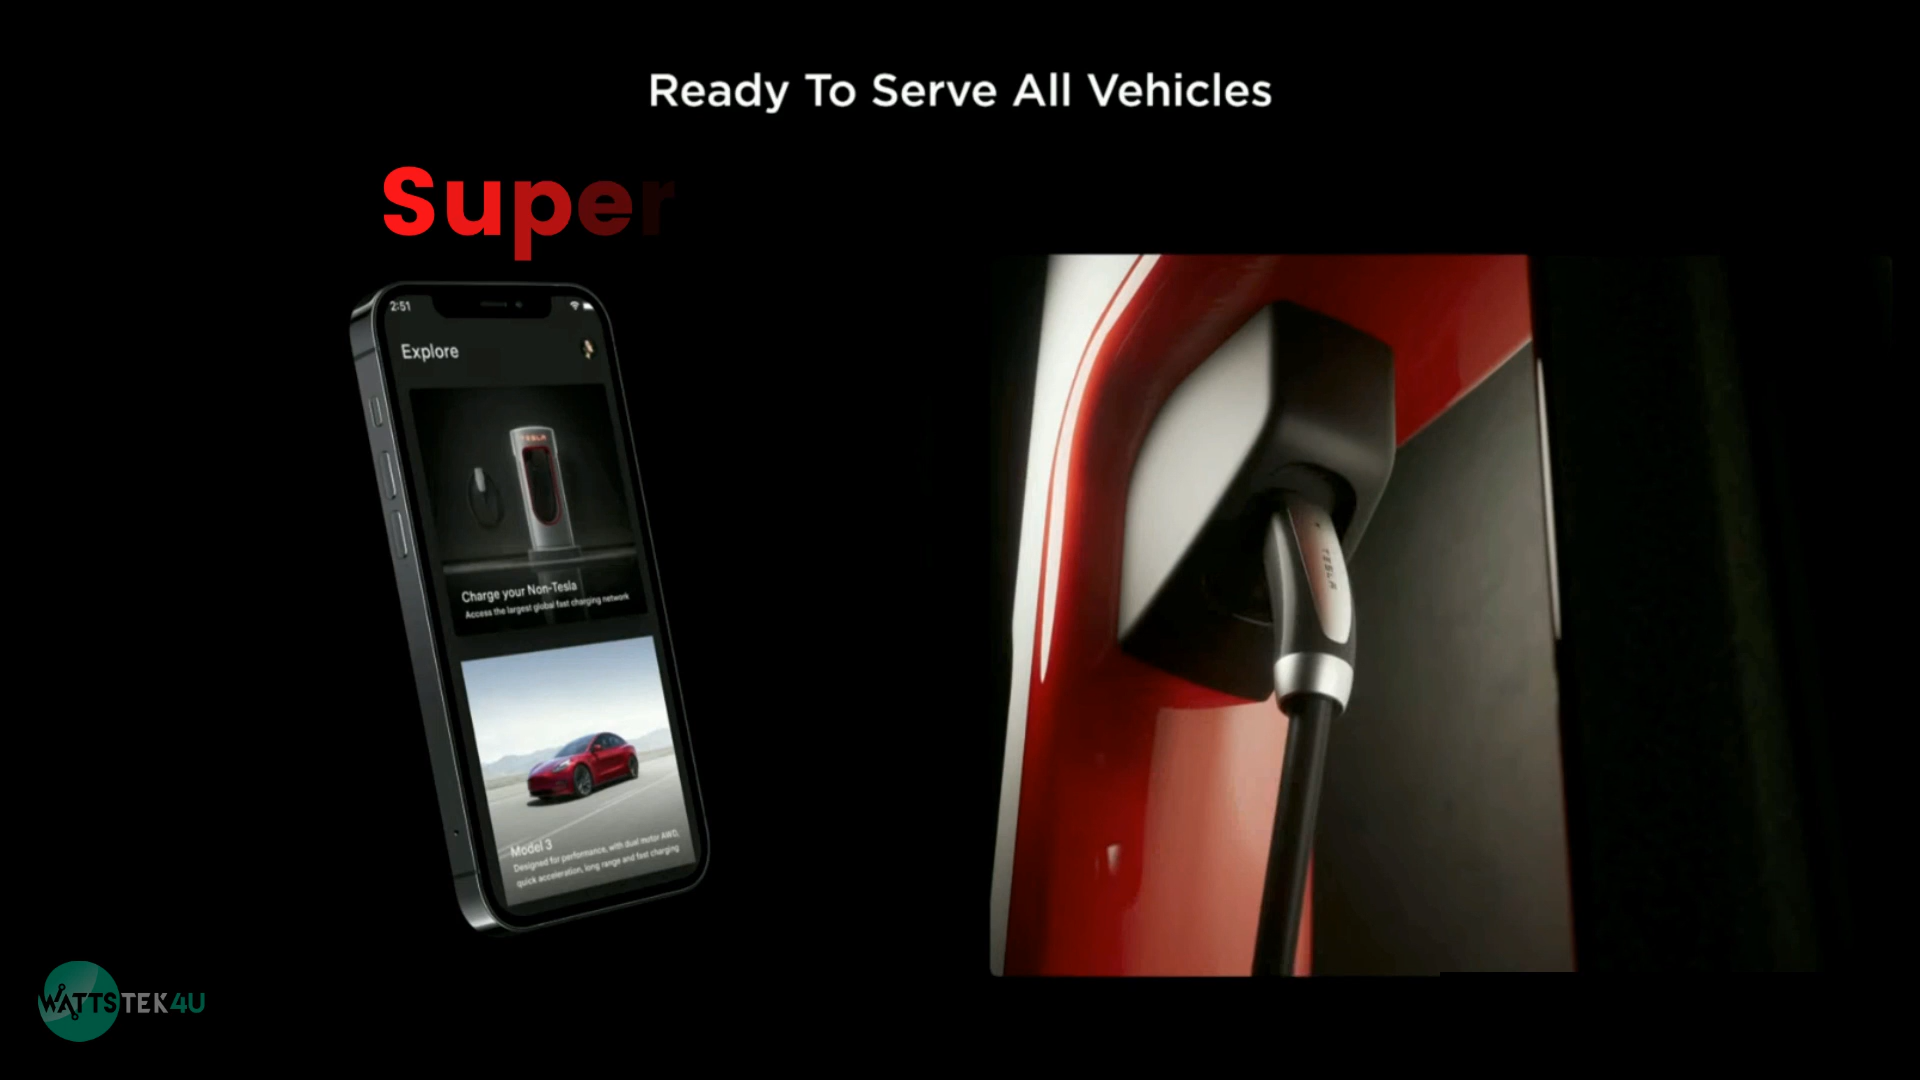 Ready To Serve All Vehicles
Super
2:51
Explore
TESLA
Charge your Non-Tesla
Access the largest global fast charging network
Model 3
Designed for performance, with dual motor AWD,
quick acceleration, long range and fast charging
TESLA
WATTSTEK4U